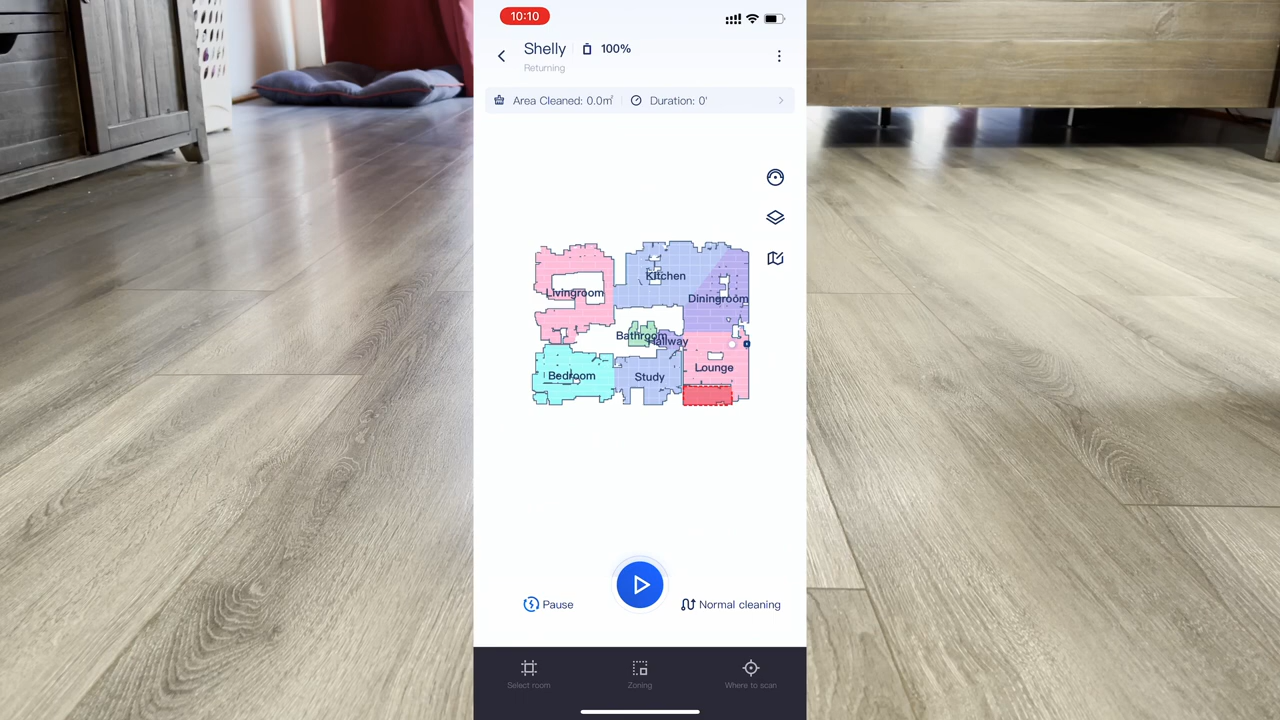 10:10
Shelly 100%
Returning
Area Cleaned: 0.0㎡ Duration: 0'
Kitchen
Livingroom
Diningroom
Bathroom
Hallway
Lounge
Bedroom
Study
Pause
Normal cleaning
Select room
Zoning
Where to scan